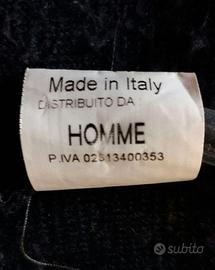 Made in Italy
DISTRIBUITO DA
HOMME
P.IVA 02513400353
subito